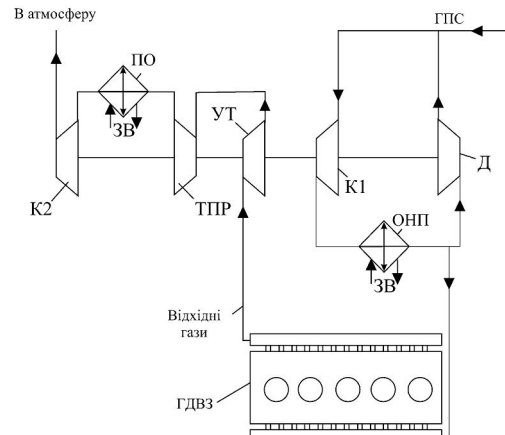 В атмосферу
ГПС
ПО
ЗВ
УТ
Д
К2
ТПР
К1
ОНП
ЗВ
Відхідні
гази
ГДВЗ